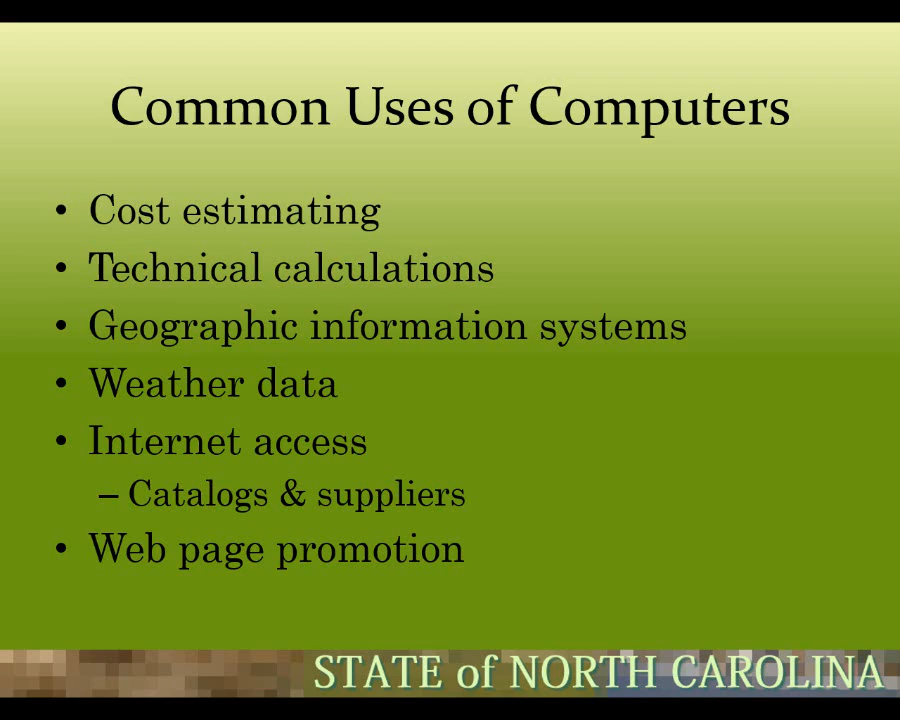 Common Uses of Computers
• Cost estimating
• Technical calculations
• Geographic information systems
• Weather data
• Internet access
– Catalogs & suppliers
• Web page promotion
STATE of NORTH CAROLINA